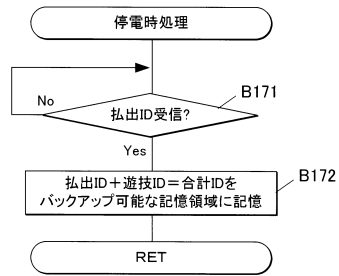 停電時処理
B171
No
払出ID受信?
Yes
B172
払出ID+遊技ID=合計IDを
バックアップ可能な記憶領域に記憶
RET